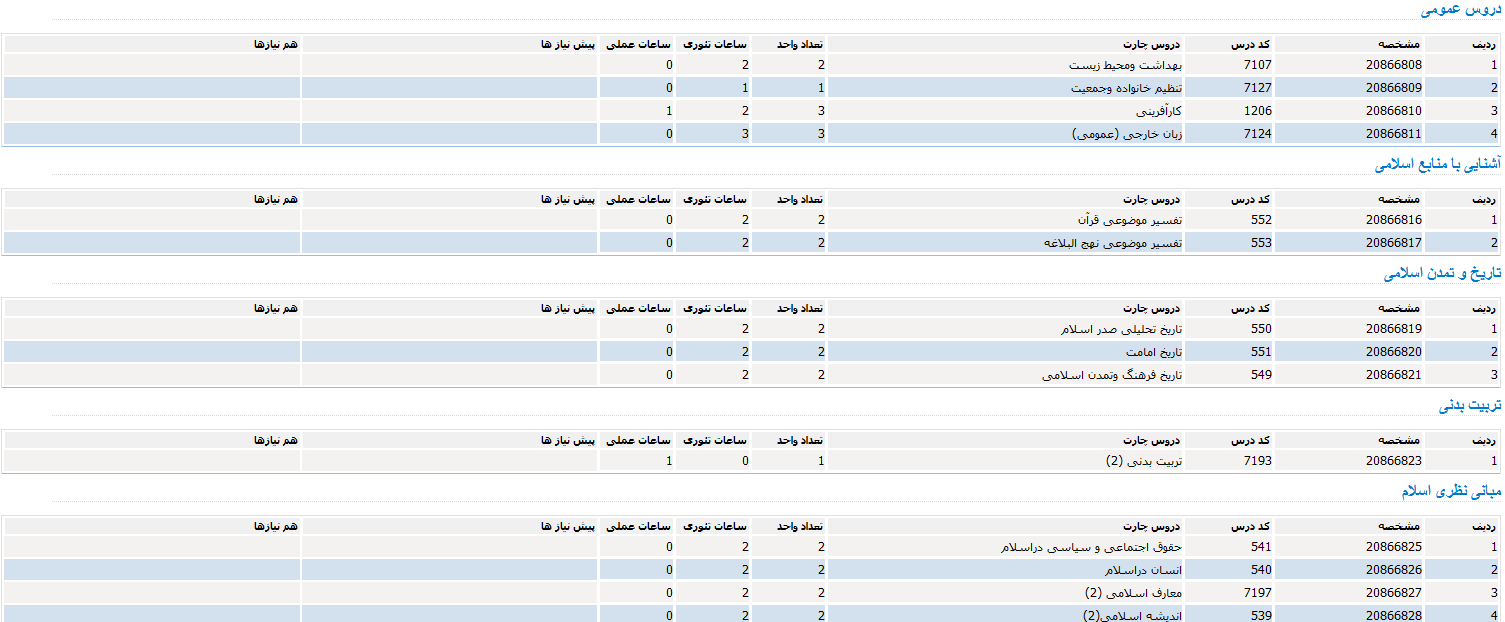 دروس عمومی
ردیف مشخصه کد درس دروس چارت تعداد واحد ساعات تئوری ساعات عملی پیش نیاز ها هم نیازها
1 20866808 7107 بهداشت ومحیط زیست 2 2 0
2 20866809 7127 تنظیم خانواده وجمعیت 1 1 0
3 20866810 1206 کارآفرینی 3 2 1
4 20866811 7124 زبان خارجی (عمومی) 3 3 0
آشنایی با منابع اسلامی
ردیف مشخصه کد درس دروس چارت تعداد واحد ساعات تئوری ساعات عملی پیش نیاز ها هم نیازها
1 20866816 552 تفسیر موضوعی قرآن 2 2 0
2 20866817 553 تفسیر موضوعی نهج البلاغه 2 2 0
تاریخ و تمدن اسلامی
ردیف مشخصه کد درس دروس چارت تعداد واحد ساعات تئوری ساعات عملی پیش نیاز ها هم نیازها
1 20866819 550 تاریخ تحلیلی صدر اسلام 2 2 0
2 20866820 551 تاریخ امامت 2 2 0
3 20866821 549 تاریخ فرهنگ وتمدن اسلامی 2 2 0
تربیت بدنی
ردیف مشخصه کد درس دروس چارت تعداد واحد ساعات تئوری ساعات عملی پیش نیاز ها هم نیازها
1 20866823 7193 تربیت بدنی (2) 1 0 1
مبانی نظری اسلام
ردیف مشخصه کد درس دروس چارت تعداد واحد ساعات تئوری ساعات عملی پیش نیاز ها هم نیازها
1 20866825 541 حقوق اجتماعی و سیاسی دراسلام 2 2 0
2 20866826 540 انسان دراسلام 2 2 0
3 20866827 7197 معارف اسلامی (2) 2 2 0
4 20866828 539 اندیشه اسلامی(2) 2 2 0